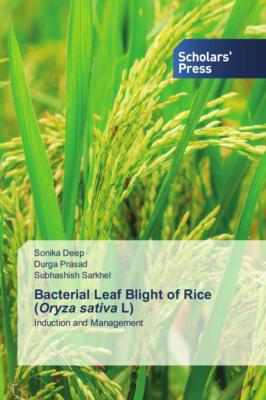 Scholars'
Press
Sonika Deep
Durga Prasad
Subhashish Sarkhel
Bacterial Leaf Blight of Rice
(Oryza sativa L)
Induction and Management